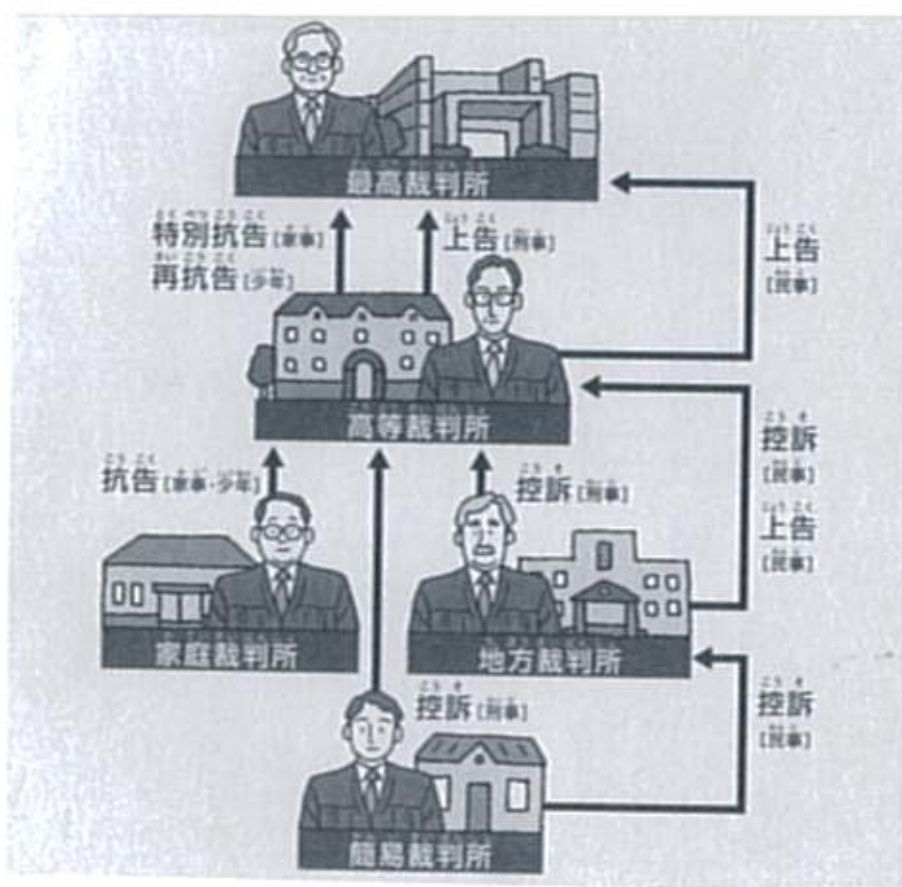 最高裁判所
特別抗告[家事]
再抗告[少年]
上告[刑事]
上告
[民事]
高等裁判所
控訴
[民事]
上告
[民事]
抗告[家事・少年]
控訴[刑事]
家庭裁判所
地方裁判所
控訴[刑事]
控訴
[民事]
簡易裁判所